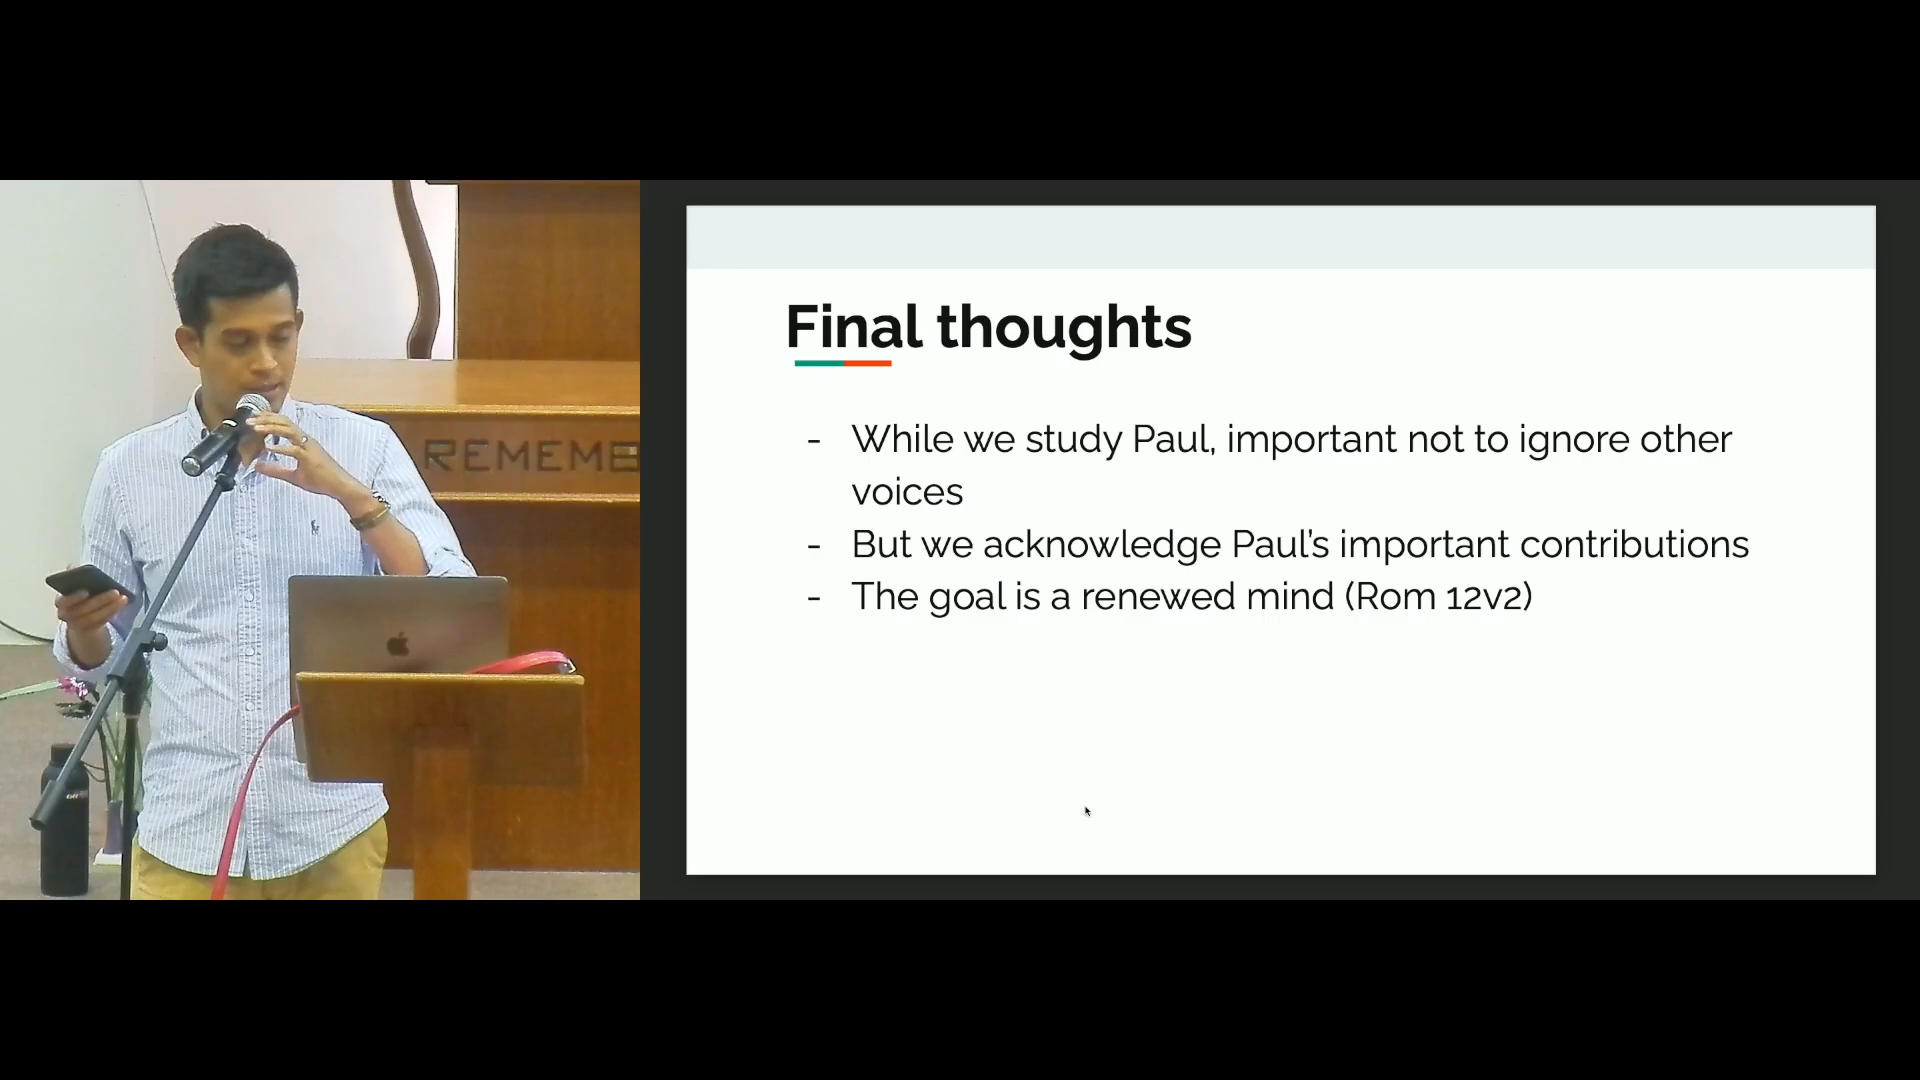 REMEMB
Final thoughts
- While we study Paul, important not to ignore other
voices
- But we acknowledge Paul's important contributions
- The goal is a renewed mind (Rom 12v2)